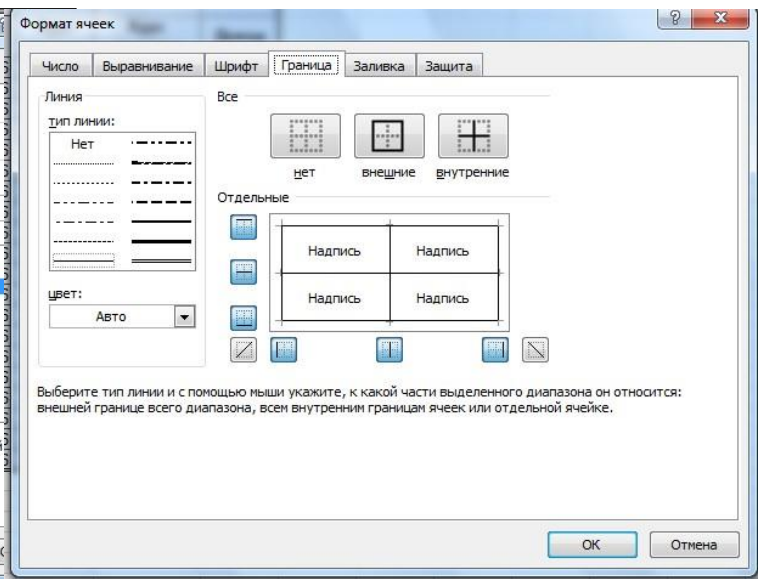 Формат ячеек
Число Выравнивание Шрифт Граница Заливка Защита
Линия
тип линии:
Нет
цвет:
Авто
Все
нет внешние внутренние
Отдельные
Надпись Надпись
Надпись Надпись
Выберите тип линии и с помощью мыши укажите, к какой части выделенного диапазона он относится:
внешней границе всего диапазона, всем внутренним границам ячеек или отдельной ячейке.
ОК Отмена